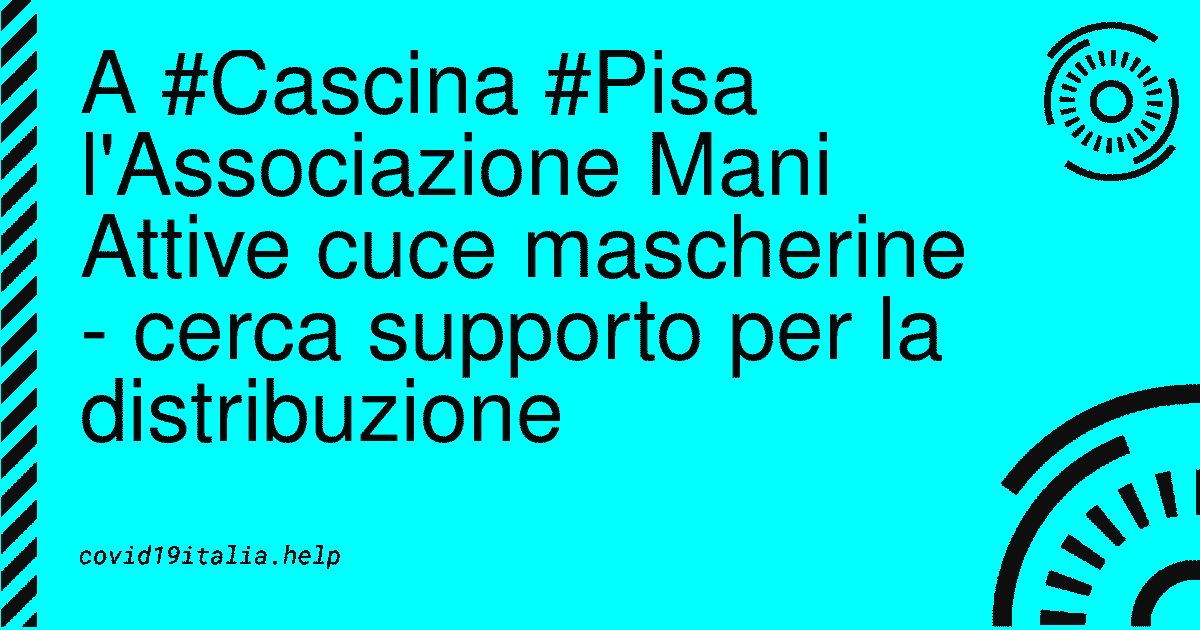 A #Cascina #Pisa
l'Associazione Mani
Attive cuce mascherine
- cerca supporto per la
distribuzione
covid19italia.help